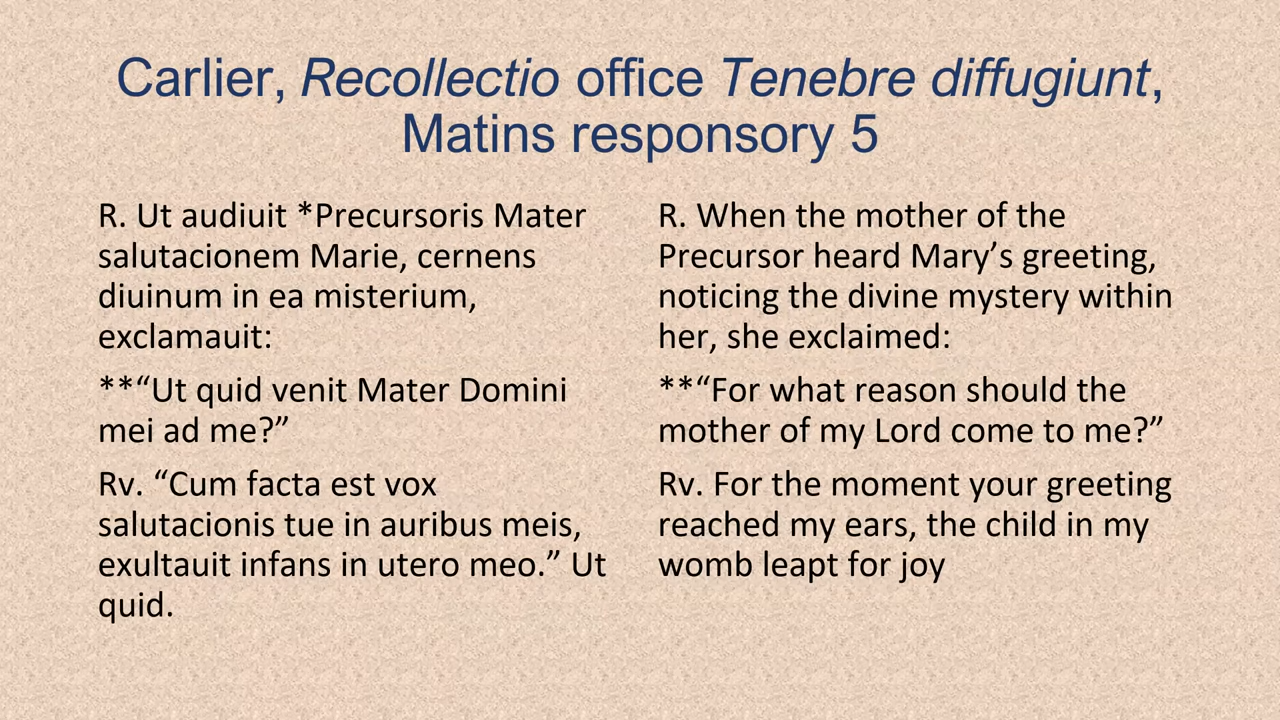 Carlier, Recollectio office Tenebre diffugiunt,
Matins responsory 5
R. Ut audiuit *Precursoris Mater
salutacionem Marie, cernens
diuinum in ea misterium,
exclamauit:
**“Ut quid venit Mater Domini
mei ad me?”
Rv. “Cum facta est vox
salutacionis tue in auribus meis,
exultauit infans in utero meo.” Ut
quid.
R. When the mother of the
Precursor heard Mary’s greeting,
noticing the divine mystery within
her, she exclaimed:
**“For what reason should the
mother of my Lord come to me?”
Rv. For the moment your greeting
reached my ears, the child in my
womb leapt for joy